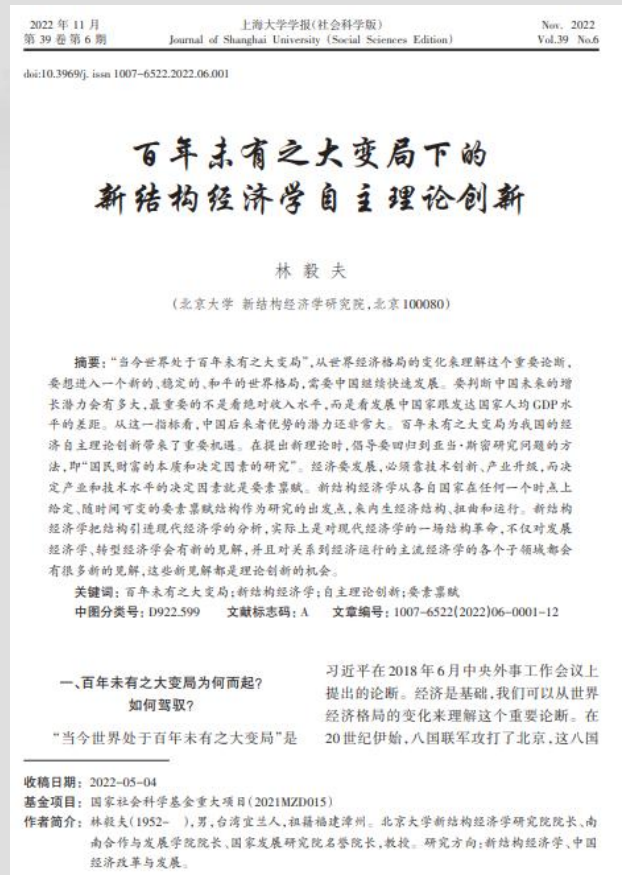 2022 年 11 月
第 39 卷第 6 期
上海大学学报(社会科学版)
Journal of Shanghai University (Social Sciences Edition)
Nov. 2022
Vol.39 No.6
doi:10.3969/j. issn 1007-6522.2022.06.001
百年未有之大变局下的
新结构经济学自主理论创新
林 毅 夫
(北京大学 新结构经济学研究院,北京 100080)
摘要:“当今世界处于百年未有之大变局”,从世界经济格局的变化来理解这个重要论断,
要想进入一个新的、稳定的、和平的世界格局,需要中国继续快速发展。要判断中国未来的增
长潜力会有多大,最重要的不是看绝对收入水平,而是看发展中国家跟发达国家人均 GDP 水
平的差距。从这一指标看,中国后来者优势的潜力还非常大。百年未有之大变局为我国的经
济自主理论创新带来了重要机遇。在提出新理论时,倡导要回归到亚当·斯密研究问题的方
法,即“国民财富的本质和决定因素的研究”。经济要发展,必须靠技术创新、产业升级,而决
定产业和技术水平的决定因素就是要素禀赋。新结构经济学从各自国家在任何一个时点上
给定、随时间可变的要素禀赋结构作为研究的出发点,来内生经济结构、扭曲和运行。新结构
经济学把结构引进现代经济学的分析,实际上是对现代经济学的一场结构革命,不仅对发展
经济学、转型经济学会有新的见解,并且对关系到经济运行的主流经济学的各个子领域都会
有很多新的见解,这些新见解都是理论创新的机会。
关键词:百年未有之大变局;新结构经济学;自主理论创新;要素禀赋
中图分类号:D922.599 文献标志码:A 文章编号:1007-6522(2022)06-0001-12
一、百年未有之大变局为何而起?
如何驾驭?
“当今世界处于百年未有之大变局”是
习近平在 2018 年 6 月中央外事工作会议上
提出的论断。经济是基础,我们可以从世界
经济格局的变化来理解这个重要论断。在
20 世纪伊始,八国联军攻打了北京,这八国
收稿日期:2022-05-04
基金项目:国家社会科学基金重大项目(2021MZD015)
作者简介:林毅夫(1952- ),男,台湾宜兰人,祖籍福建漳州。北京大学新结构经济学研究院院长、南
南合作与发展学院院长、国家发展研究院名誉院长,教授。研究方向:新结构经济学、中国
经济改革与发展。